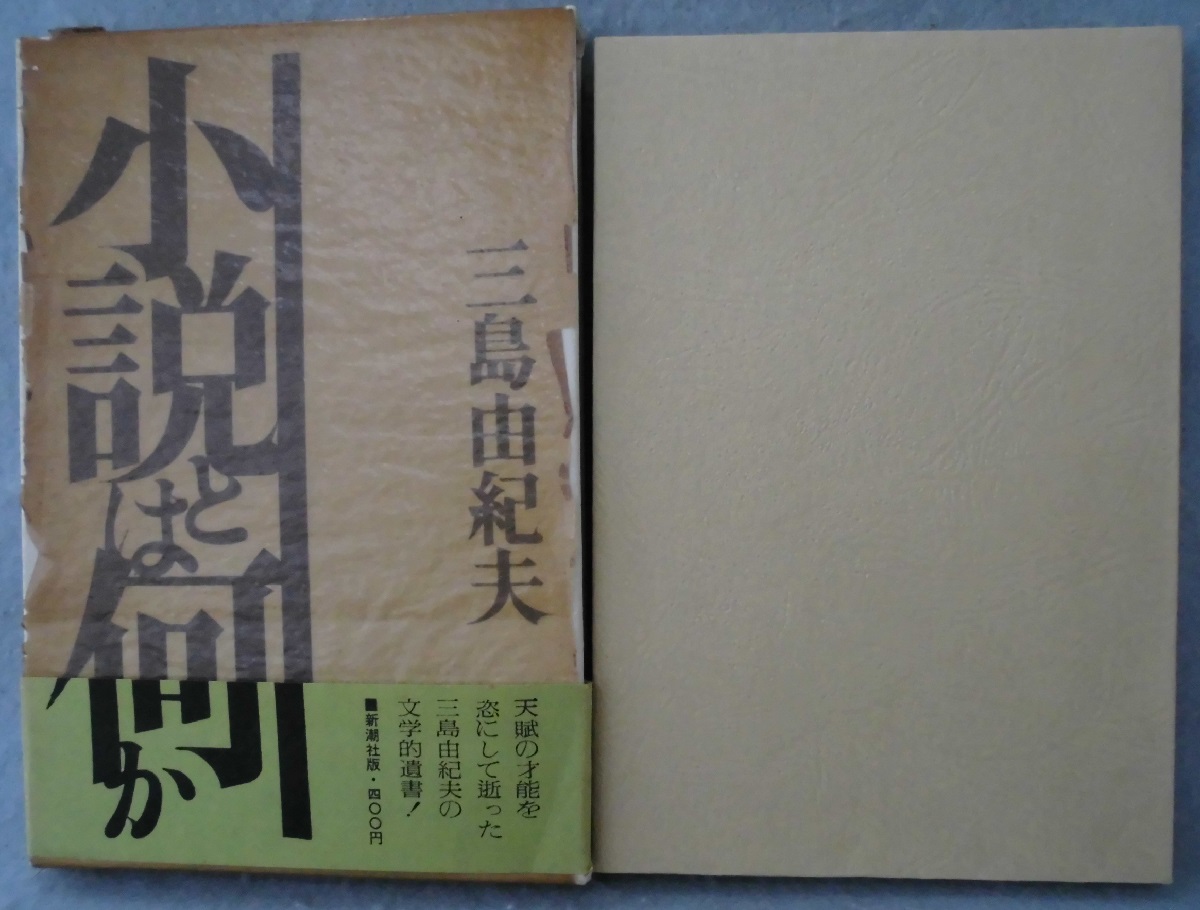 三島由紀夫
小説とは何か
天賦の才能を
恣にして逝った
三島由紀夫の
文学的遺書!
■新潮社版・四〇〇円